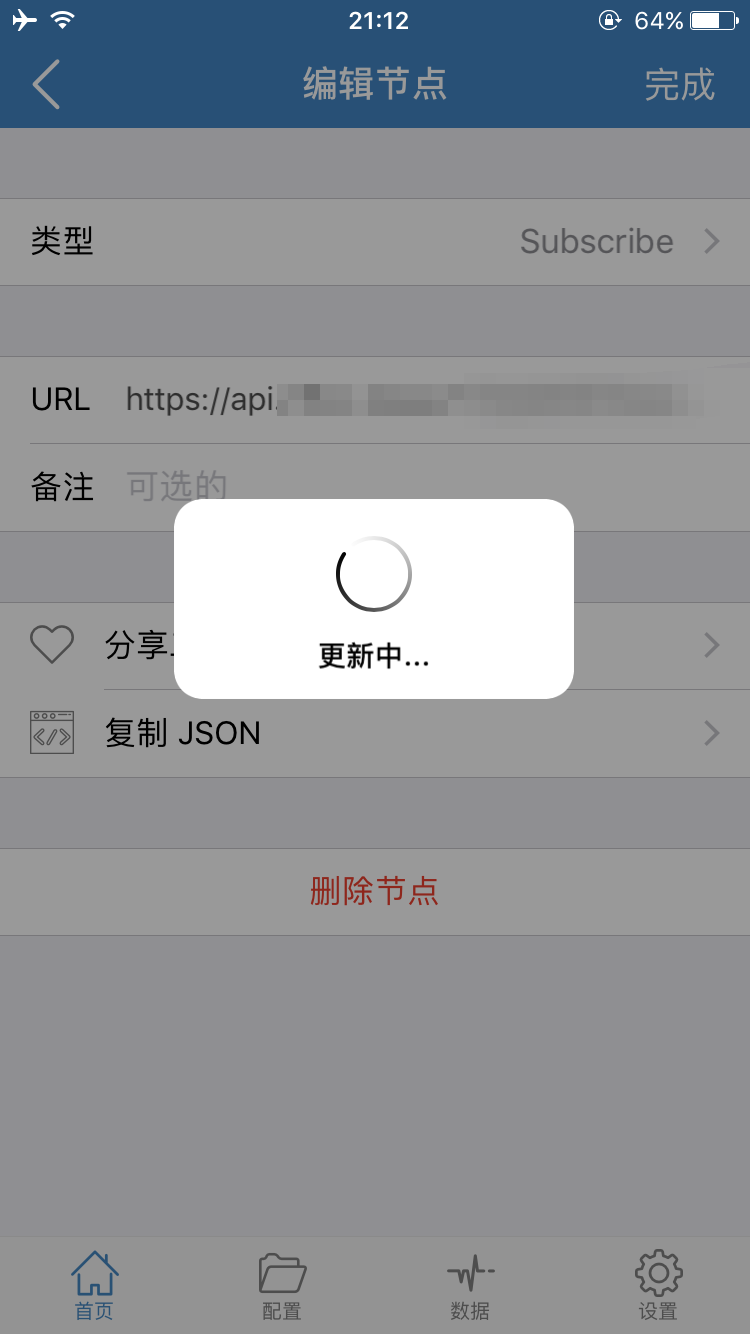 21:12
64%
编辑节点
完成
类型
Subscribe
URL
https://api.
备注
可选的
更新中...
分享
复制 JSON
删除节点
首页
配置
数据
设置